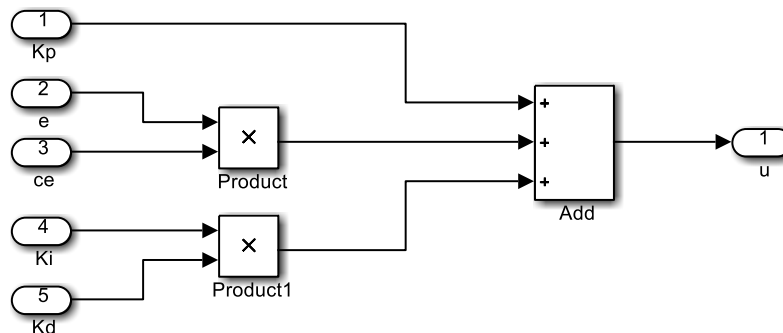 1
Kp
2
e
3
ce
×
Product
4
Ki
5
Kd
×
Product1
+
+
+
Add
1
u